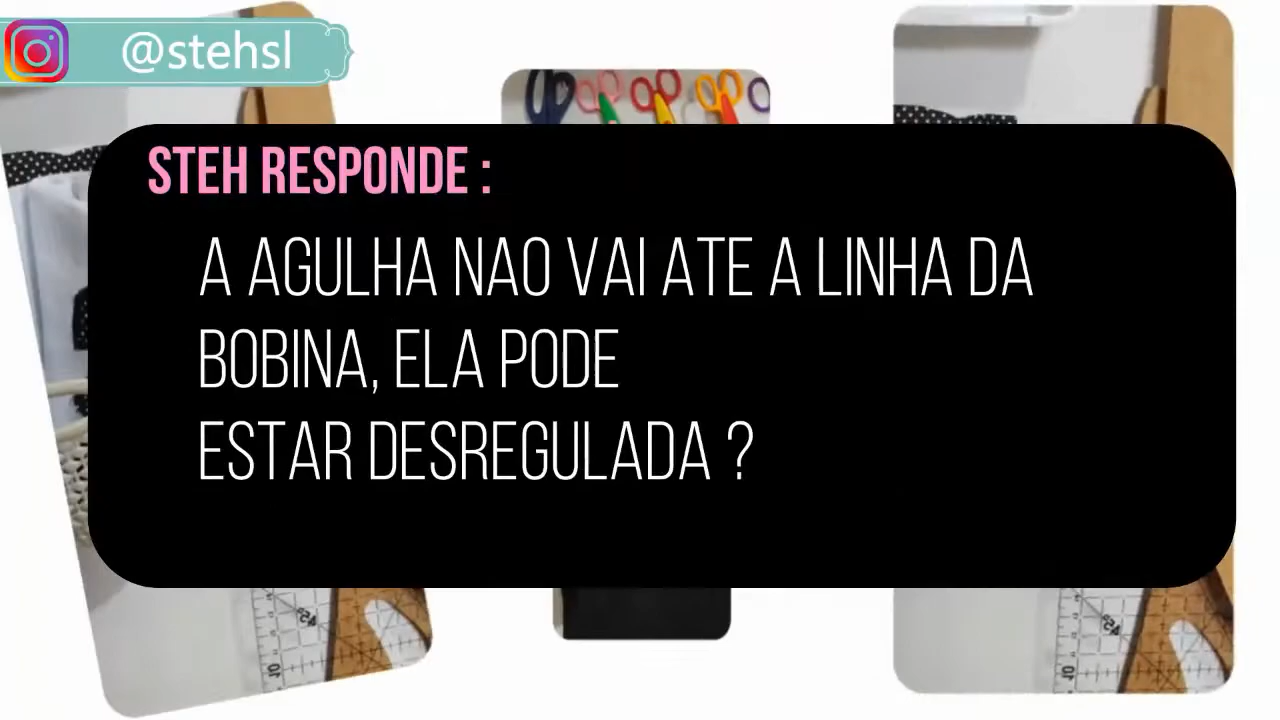 @stehsl
STEH RESPONDE :
A AGULHA NAO VAI ATE A LINHA DA
BOBINA, ELA PODE
ESTAR DESREGULADA ?